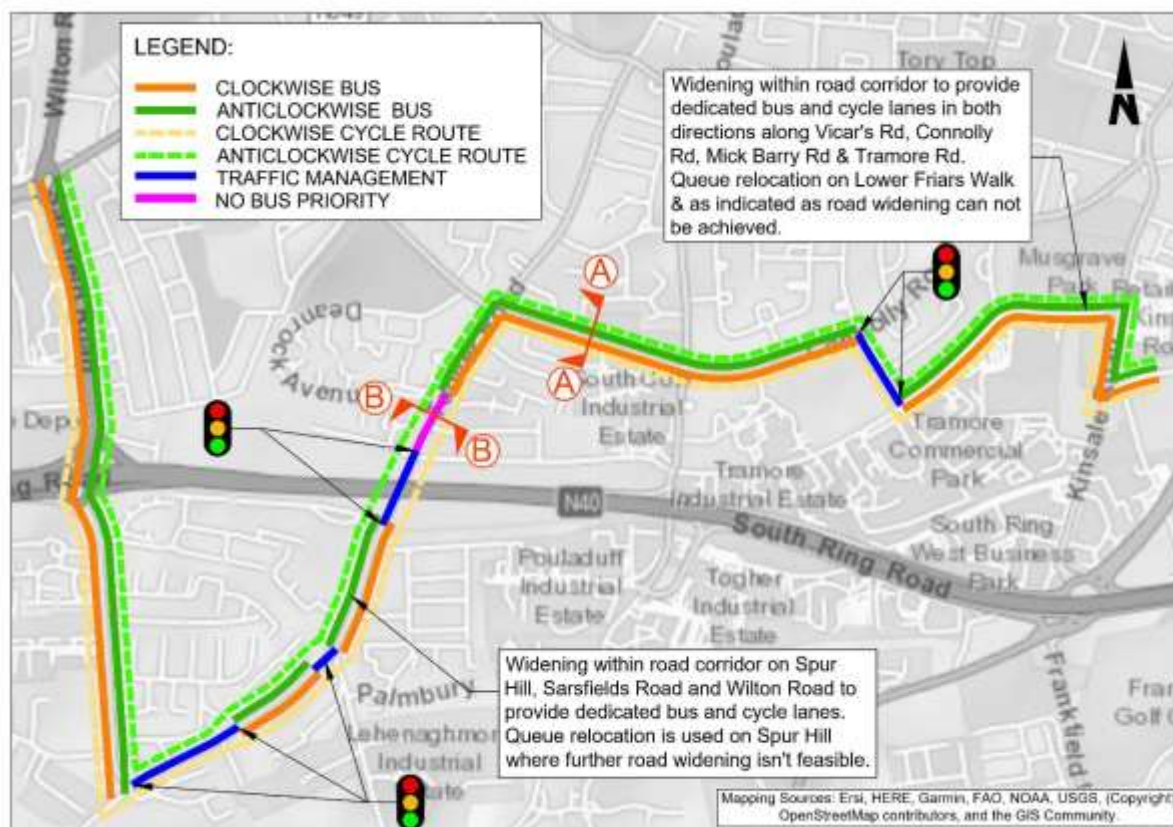 LEGEND:
CLOCKWISE BUS
ANTICLOCKWISE BUS
CLOCKWISE CYCLE ROUTE
ANTICLOCKWISE CYCLE ROUTE
TRAFFIC MANAGEMENT
NO BUS PRIORITY
Wilton R
Tory Top
Widening within road corridor to provide
dedicated bus and cycle lanes in both
directions along Vicar's Rd, Connolly
Rd, Mick Barry Rd & Tramore Rd.
Queue relocation on Lower Friars Walk
& as indicated as road widening can not
be achieved.
N
Musgrave
Park
A
A
Deanrock
Avenu
B
B
Industrial
Estate
Tramore
Commercial
Park
Kinsale
N40
Tramore
Industrial Estate
South Ring Road
South Ring
West Business
Park
Pouladuff
Industrial
Estate
Togher
Industrial
Estate
Widening within road corridor on Spur
Hill, Sarsfields Road and Wilton Road to
provide dedicated bus and cycle lanes.
Queue relocation is used on Spur Hill
where further road widening isn't feasible.
Palmbury
Lehenaghmor
Industrial
Frankfield
Fran
Golf
Mapping Sources: Ersi, HERE, Garmin, FAO, NOAA, USGS, (Copyright
OpenStreetMap contributors, and the GIS Community.